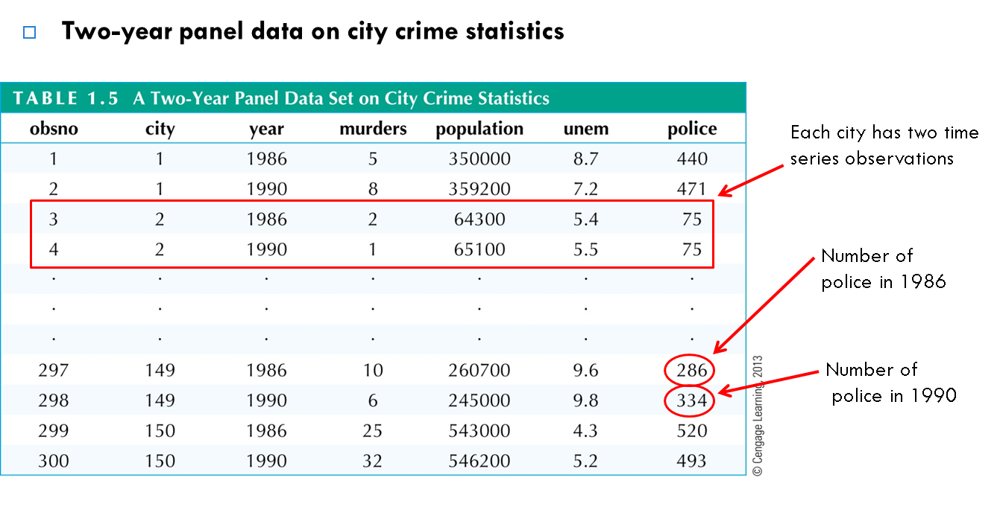 Two-year panel data on city crime statistics
TABLE 1.5 A Two-Year Panel Data Set on City Crime Statistics
obsno city year murders population unem police
1 1 1986 5 350000 8.7 440
2 1 1990 8 359200 7.2 471
3 2 1986 2 64300 5.4 75
4 2 1990 1 65100 5.5 75
. . . . . . .
. . . . . . .
. . . . . . .
297 149 1986 10 260700 9.6 286
298 149 1990 6 245000 9.8 334
299 150 1986 25 543000 4.3 520
300 150 1990 32 546200 5.2 493
© Cengage Learning, 2013
Each city has two time
series observations
Number of
police in 1986
Number of
police in 1990